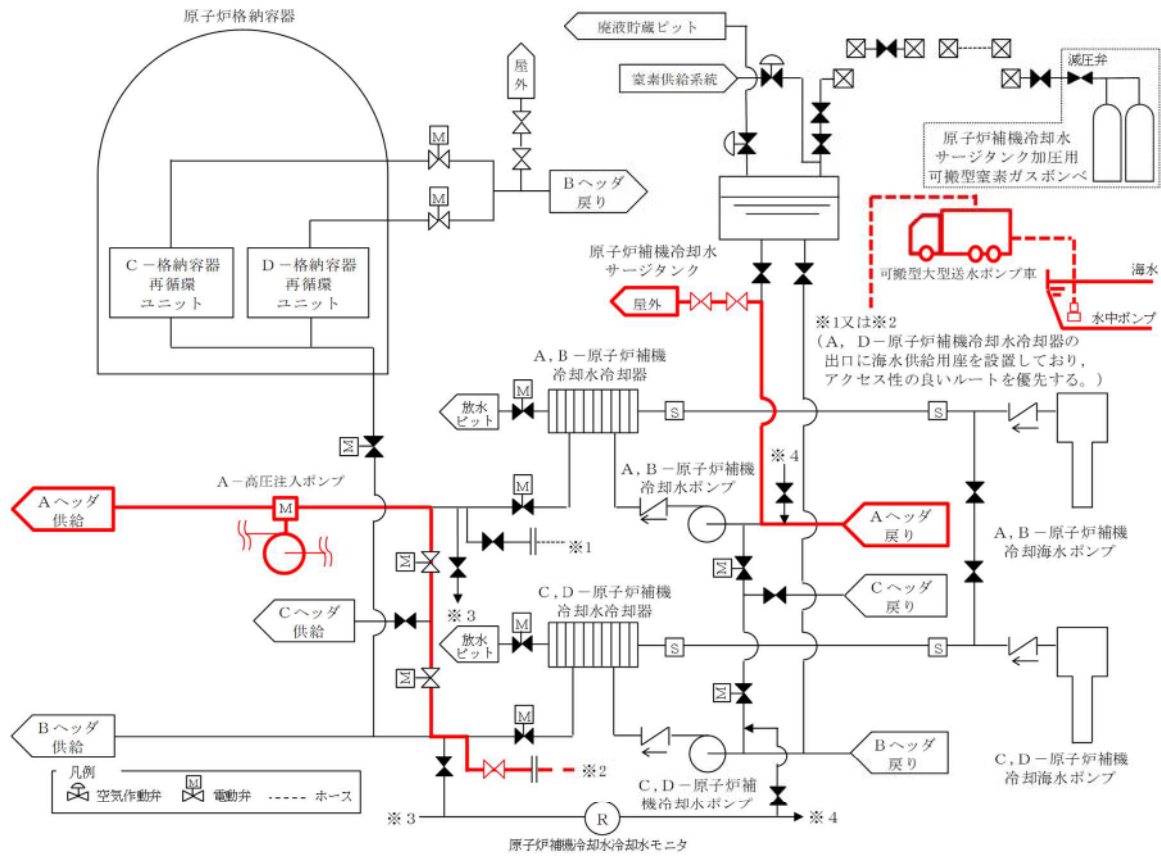 原子炉格納容器
屋
外
M
M
Bヘッダ
戻り
C-格納容器
再循環
ユニット
D-格納容器
再循環
ユニット
廃液貯蔵ピット
窒素供給系統
減圧弁
原子炉補機冷却水
サージタンク加圧用
可搬型窒素ガスボンベ
原子炉補機冷却水
サージタンク
屋外
可搬型大型送水ポンプ車
海水
水中ポンプ
※1又は※2
(A,D-原子炉補機冷却水冷却器の
出口に海水供給用座を設置しており,
アクセス性の良いルートを優先する。)
A,B-原子炉補機
冷却水冷却器
放水
ピット
M
S
S
M
A-高圧注入ポンプ
Aヘッダ
供給
M
M
※1
A,B-原子炉補機
冷却水ポンプ
※4
Aヘッダ
戻り
A,B-原子炉補機
冷却海水ポンプ
M
M
※3
Cヘッダ
供給
C,D-原子炉補機
冷却水冷却器
Cヘッダ
戻り
放水
ピット
M
S
S
M
M
Bヘッダ
供給
M
※2
Bヘッダ
戻り
C,D-原子炉補機
冷却海水ポンプ
C,D-原子炉補
機冷却水ポンプ
凡例
空気作動弁
M
電動弁
ホース
※3
R
※4
原子炉補機冷却水冷却水モニタ